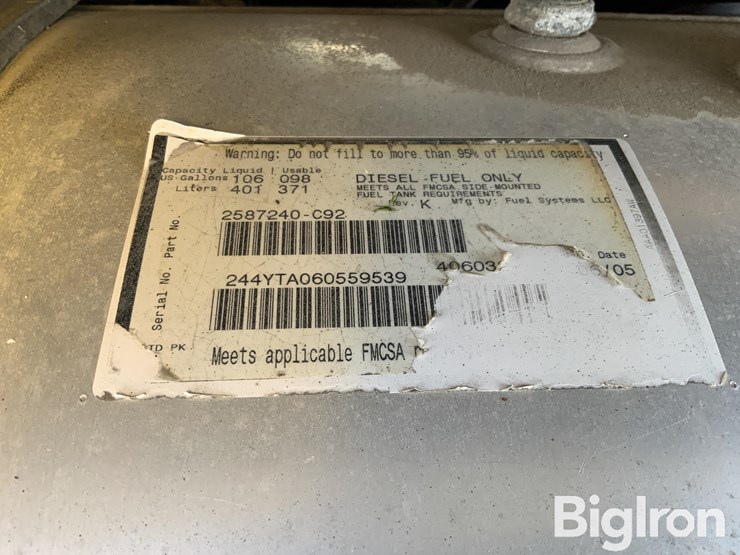 Warning: Do not fill to more than 95% of liquid capacity
Capacity Liquid | Usable
US Gallons 106 098
Liters 401 371
DIESEL FUEL ONLY
MEETS ALL FMCSA SIDE-MOUNTED
FUEL TANK REQUIREMENTS
Rev. K Mfg by: Fuel Systems LLC
Part No.
2587240-C92
Serial No.
244YTA060559539
Date
/05
Meets applicable FMCSA
BigIron